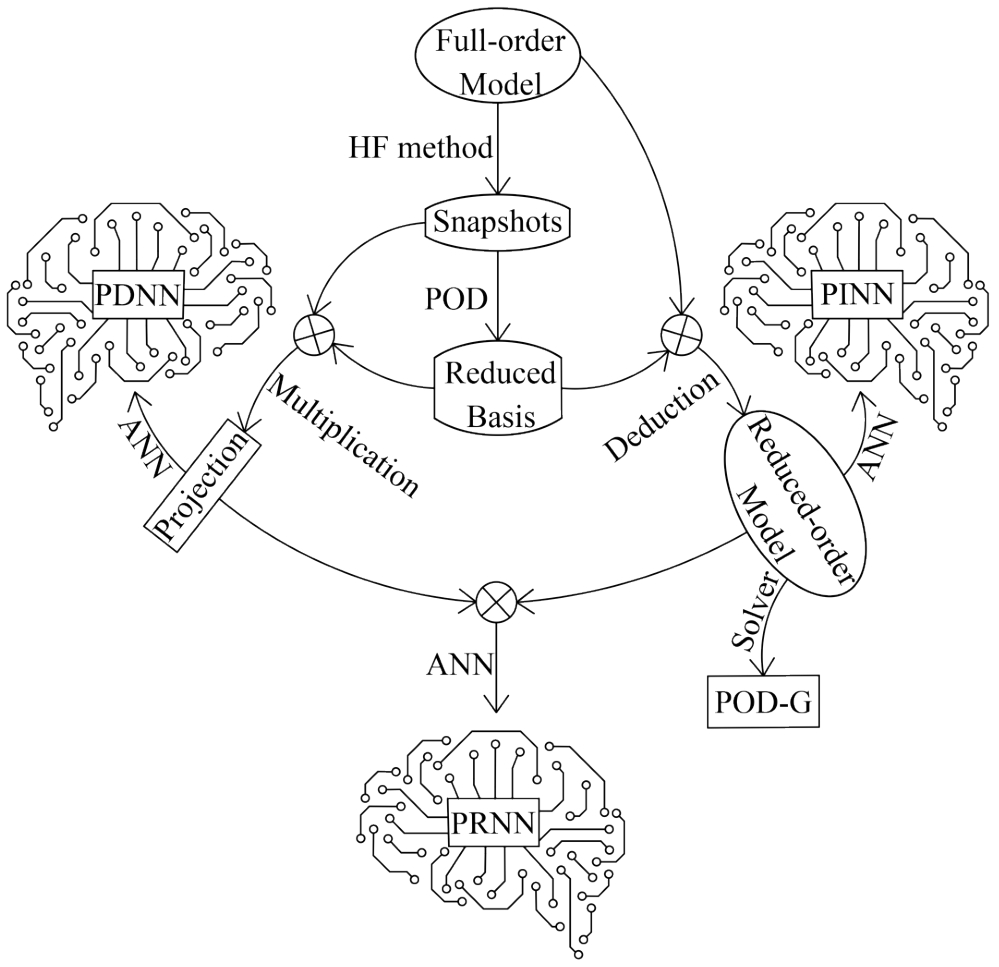 Full-order
Model
HF method
Snapshots
POD
PDNN
PINN
Reduced
Basis
Multiplication
Deduction
ANN
Projection
Reduced-order
Model
ANN
Solver
ANN
POD-G
PRNN